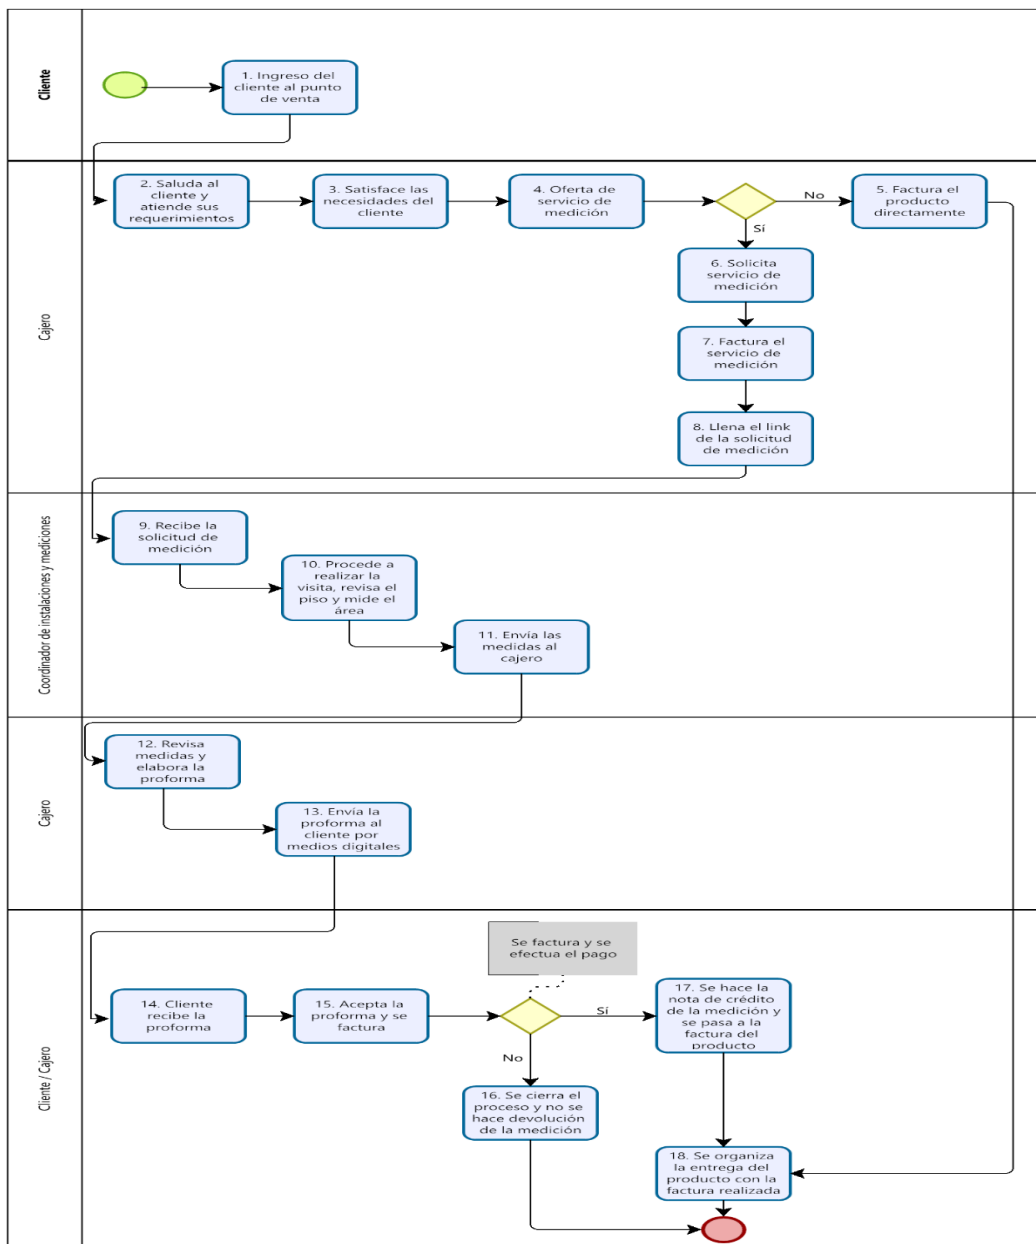 Cliente
1. Ingreso del
cliente al punto
de venta
Cajero
2. Saluda al
cliente y
atiende sus
requerimientos
3. Satisface las
necesidades del
cliente
4. Oferta de
servicio de
medición
No
5. Factura el
producto
directamente
Sí
6. Solicita
servicio de
medición
7. Factura el
servicio de
medición
8. Llena el link
de la solicitud
de medición
Coordinador de instalaciones y mediciones
9. Recibe la
solicitud de
medición
10. Procede a
realizar la
visita, revisa el
piso y mide el
área
11. Envía las
medidas al
cajero
Cajero
12. Revisa
medidas y
elabora la
proforma
13. Envía la
proforma al
cliente por
medios digitales
Cliente / Cajero
Se factura y se
efectua el pago
14. Cliente
recibe la
proforma
15. Acepta la
proforma y se
factura
Sí
17. Se hace la
nota de crédito
de la medición y
se pasa a la
factura del
producto
No
16. Se cierra el
proceso y no se
hace devolución
de la medición
18. Se organiza
la entrega del
producto con la
factura realizada